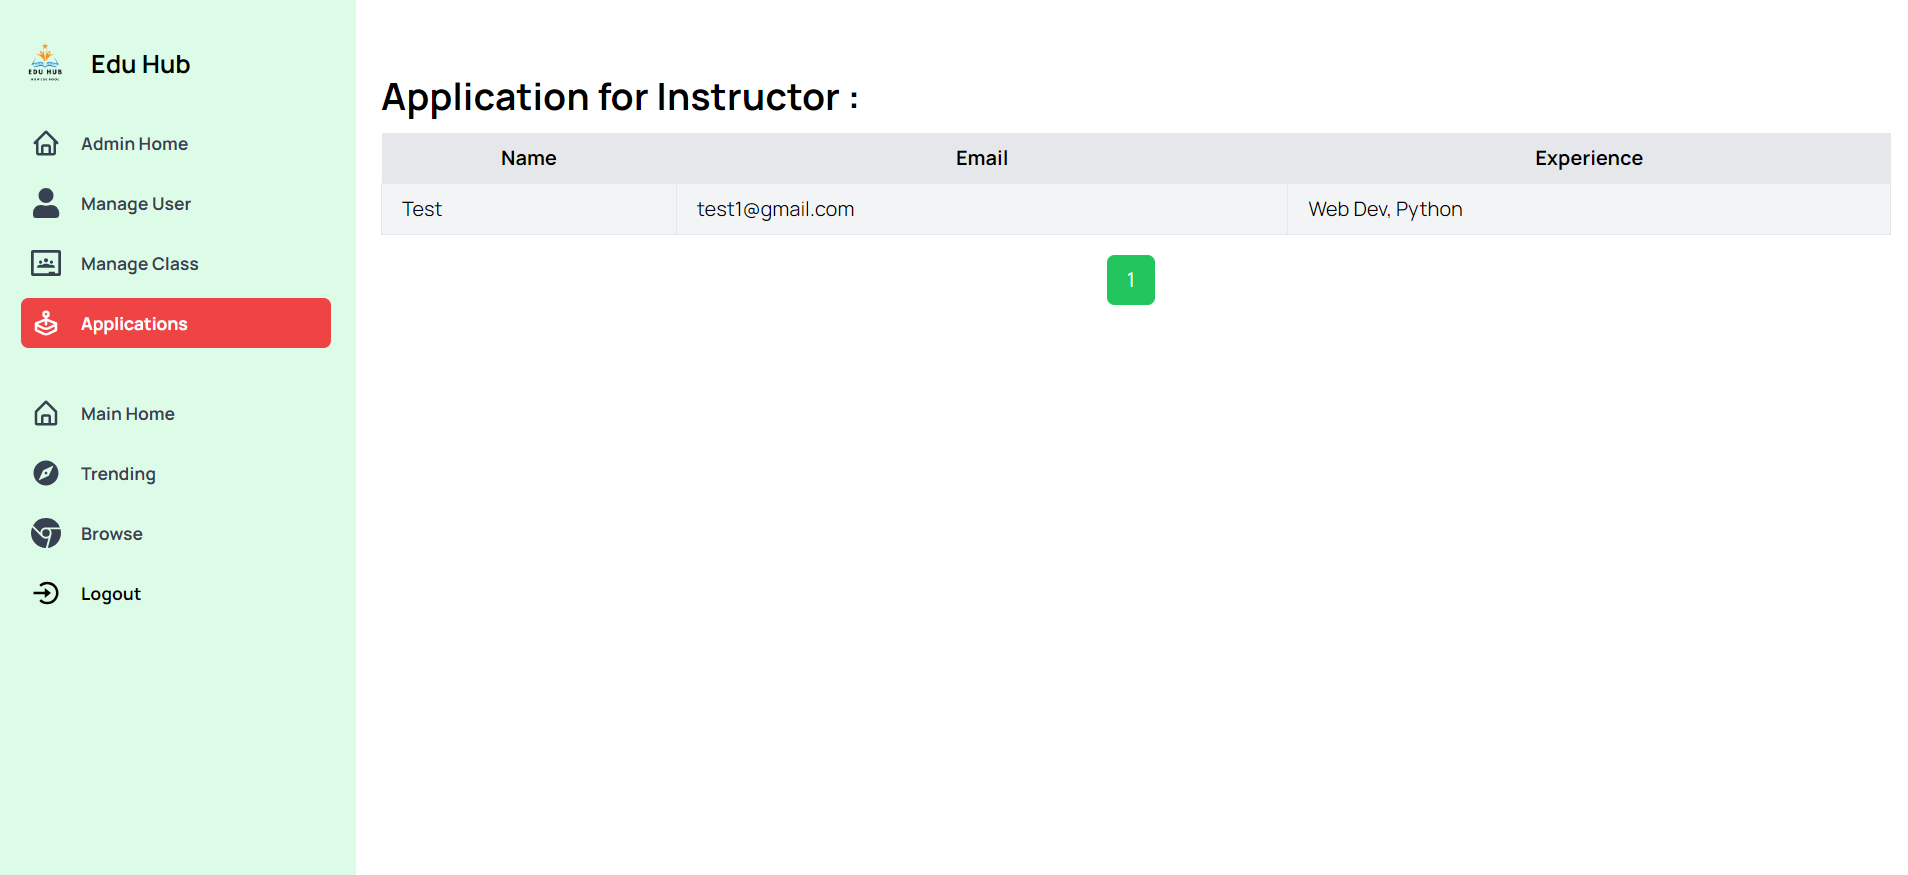 EDU HUB
Edu Hub
Admin Home
Manage User
Manage Class
Applications
Main Home
Trending
Browse
Logout
Application for Instructor :
Name Email Experience
Test test1@gmail.com Web Dev, Python
1